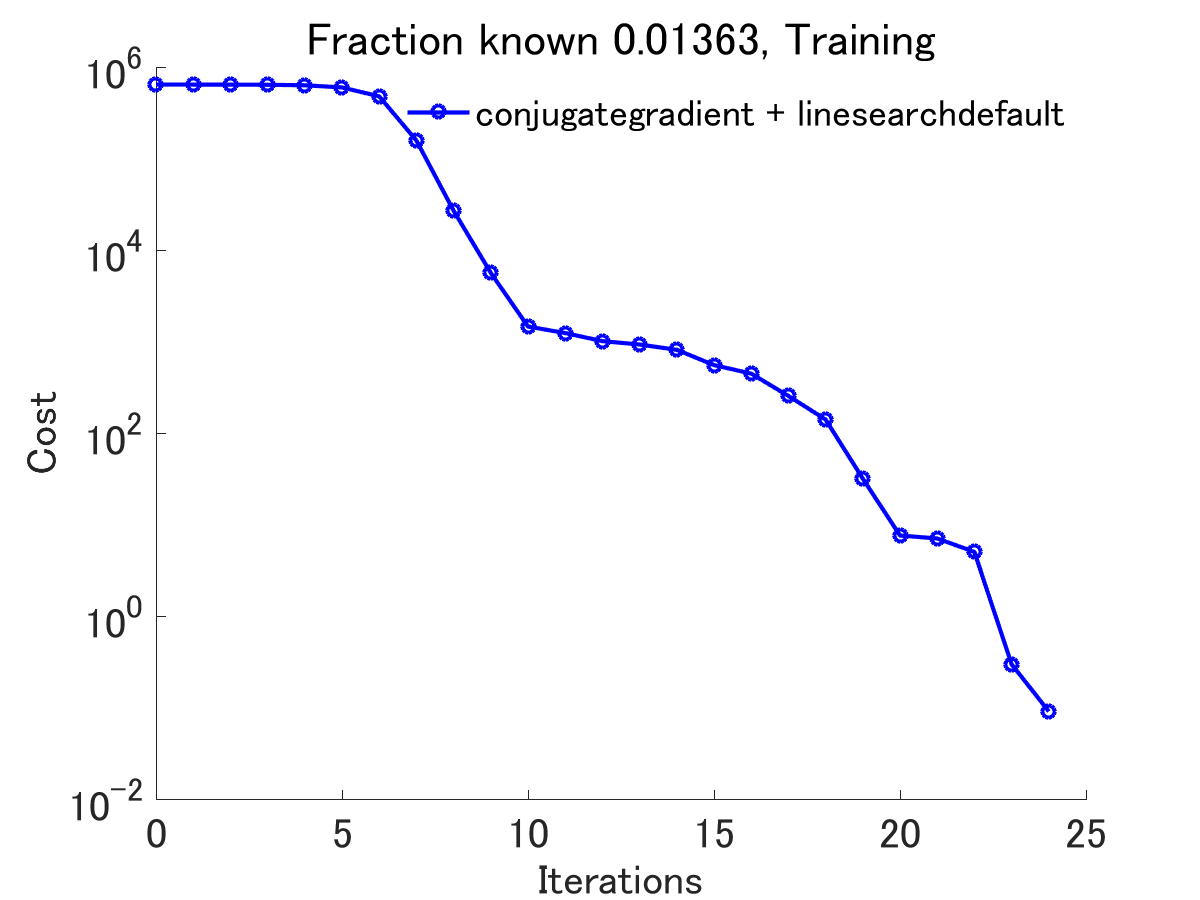 Fraction known 0.01363, Training
conjugategradient + linesearchdefault
10^6
10^4
10^2
10^0
10^-2
Cost
0 5 10 15 20 25
Iterations